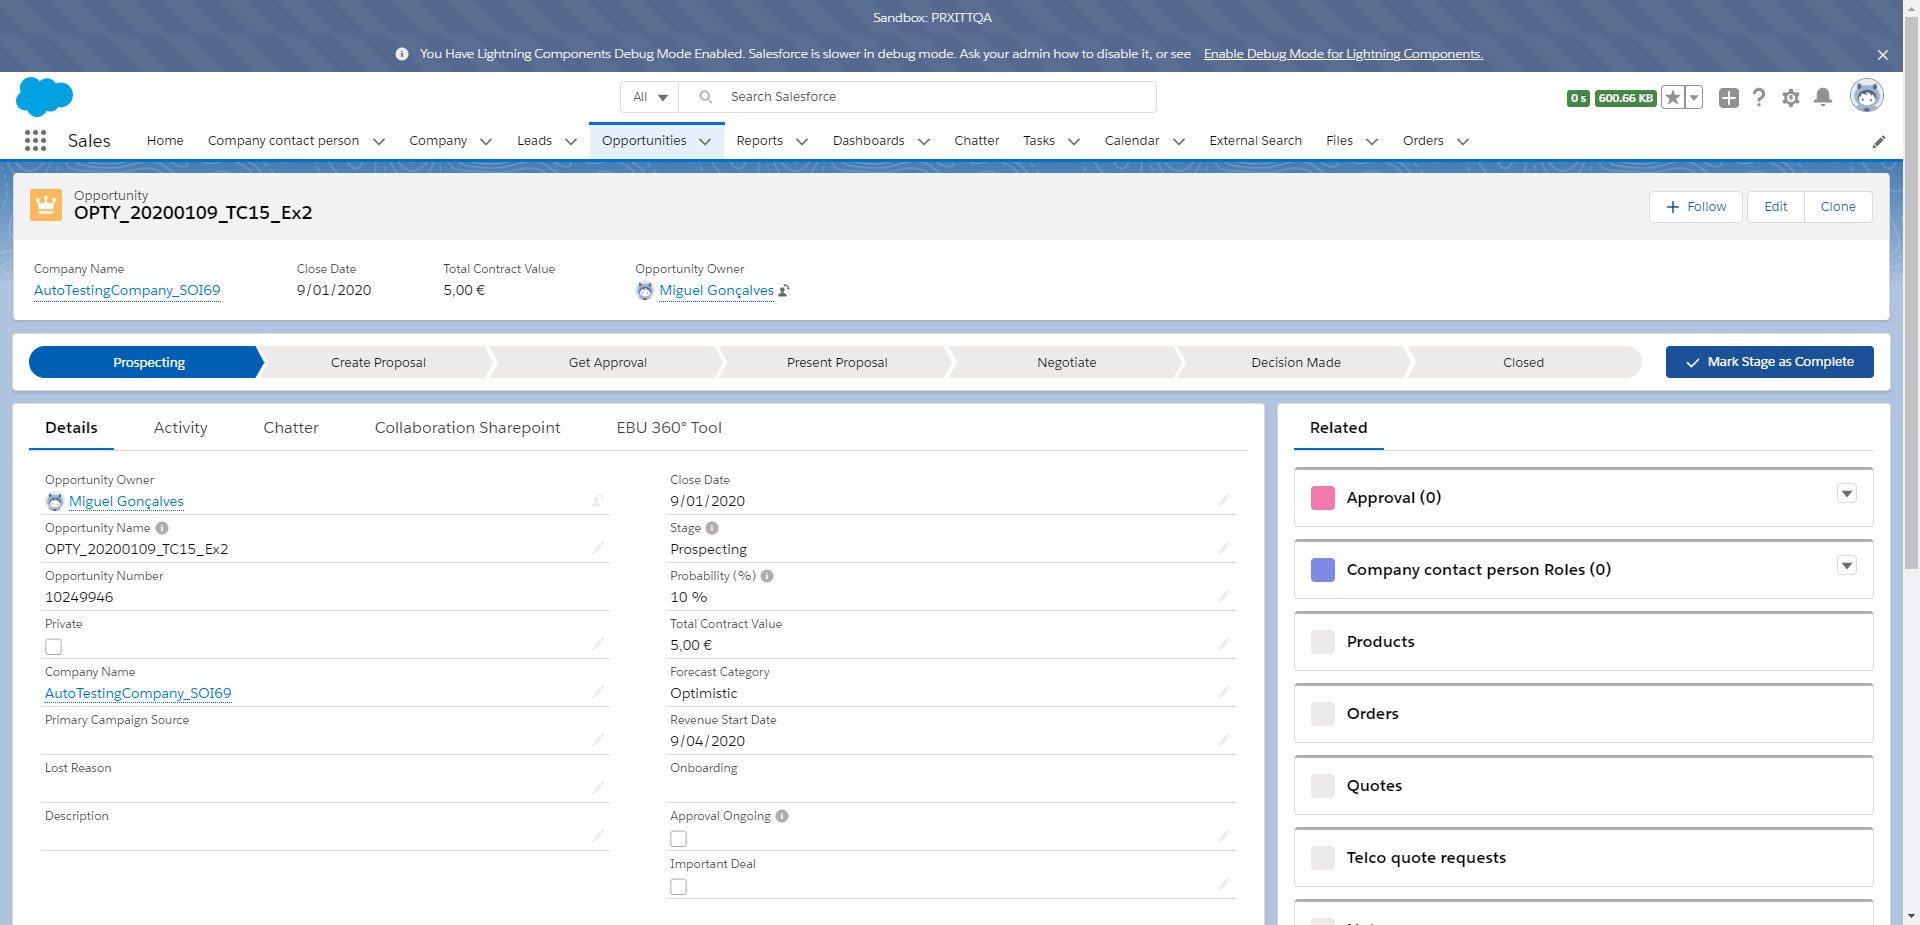 Sandbox: PRXITTQA
You Have Lightning Components Debug Mode Enabled. Salesforce is slower in debug mode. Ask your admin how to disable it, or see Enable Debug Mode for Lightning Components.
All Search Salesforce 0 s 600.66 KB
Sales Home Company contact person Company Leads Opportunities Reports Dashboards Chatter Tasks Calendar External Search Files Orders
Opportunity
OPTY_20200109_TC15_Ex2
Follow Edit Clone
Company Name Close Date Total Contract Value Opportunity Owner
AutoTestingCompany_SOI69 9/01/2020 5,00 € Miguel Gonçalves
Prospecting Create Proposal Get Approval Present Proposal Negotiate Decision Made Closed Mark Stage as Complete
Details Activity Chatter Collaboration Sharepoint EBU 360° Tool
Opportunity Owner
Miguel Gonçalves
Opportunity Name
OPTY_20200109_TC15_Ex2
Opportunity Number
10249946
Private
Company Name
AutoTestingCompany_SOI69
Primary Campaign Source
Lost Reason
Description
Close Date
9/01/2020
Stage
Prospecting
Probability (%)
10 %
Total Contract Value
5,00 €
Forecast Category
Optimistic
Revenue Start Date
9/04/2020
Onboarding
Approval Ongoing
Important Deal
Related
Approval (0)
Company contact person Roles (0)
Products
Orders
Quotes
Telco quote requests